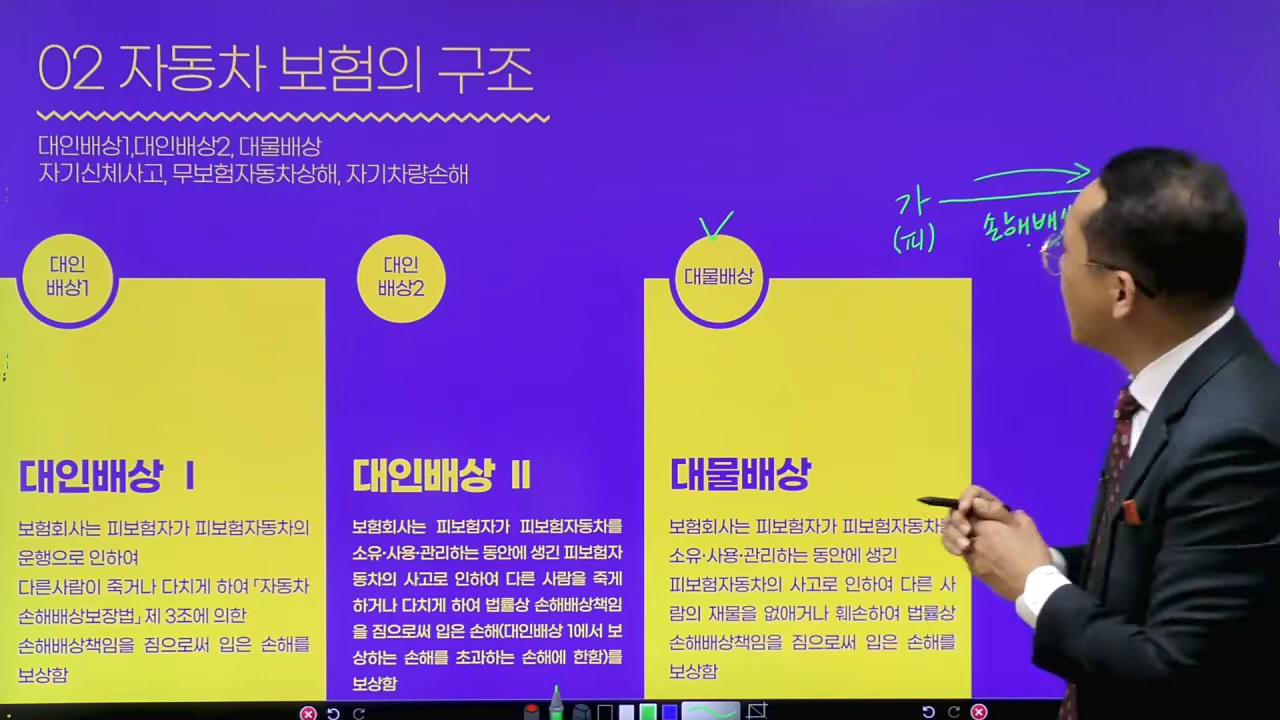 02 자동차 보험의 구조
대인배상1,대인배상2, 대물배상
자기신체사고, 무보험자동차상해, 자기차량손해
가
(피)
손해배
대인
배상1
대인배상 Ⅰ
보험회사는 피보험자가 피보험자동차의
운행으로 인하여
다른사람이 죽거나 다치게 하여 「자동차
손해배상보장법」 제 3조에 의한
손해배상책임을 짐으로써 입은 손해를
보상함
대인
배상2
대인배상 Ⅱ
보험회사는 피보험자가 피보험자동차를
소유·사용·관리하는 동안에 생긴 피보험자
동차의 사고로 인하여 다른 사람을 죽게
하거나 다치게 하여 법률상 손해배상책임
을 짐으로써 입은 손해(대인배상 1에서 보
상하는 손해를 초과하는 손해에 한함)를
보상함
대물배상
대물배상
보험회사는 피보험자가 피보험자동차를
소유·사용·관리하는 동안에 생긴
피보험자동차의 사고로 인하여 다른 사
람의 재물을 없애거나 훼손하여 법률상
손해배상책임을 짐으로써 입은 손해를
보상함